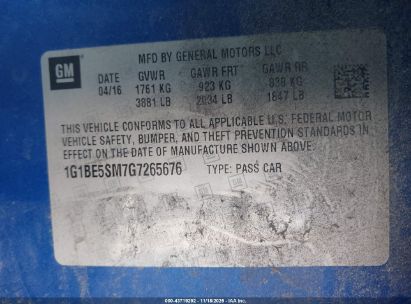 GM
MFD BY GENERAL MOTORS LLC
DATE GVWR GAWR FRT GAWR RR
04/16 1761 KG 923 KG 838 KG
3881 LB 2034 LB 1847 LB
THIS VEHICLE CONFORMS TO ALL APPLICABLE U.S. FEDERAL MOTOR
VEHICLE SAFETY, BUMPER, AND THEFT PREVENTION STANDARDS IN
EFFECT ON THE DATE OF MANUFACTURE SHOWN ABOVE.
1G1BE5SM7G7265676 TYPE: PASS CAR